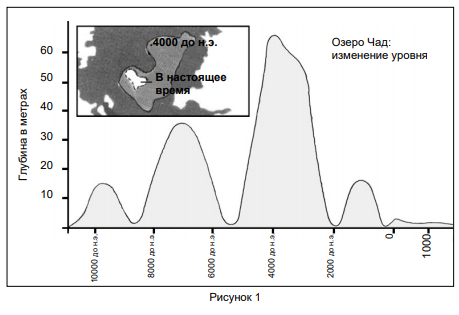 .4000 до н.э.
В настоящее
время
Озеро Чад:
изменение уровня
Глубина в метрах
60
50
40
30
20
10
10000 до н.э.
8000 до н.э.
6000 до н.э.
4000 до н.э.
2000 до н.э.
0
1000
Рисунок 1